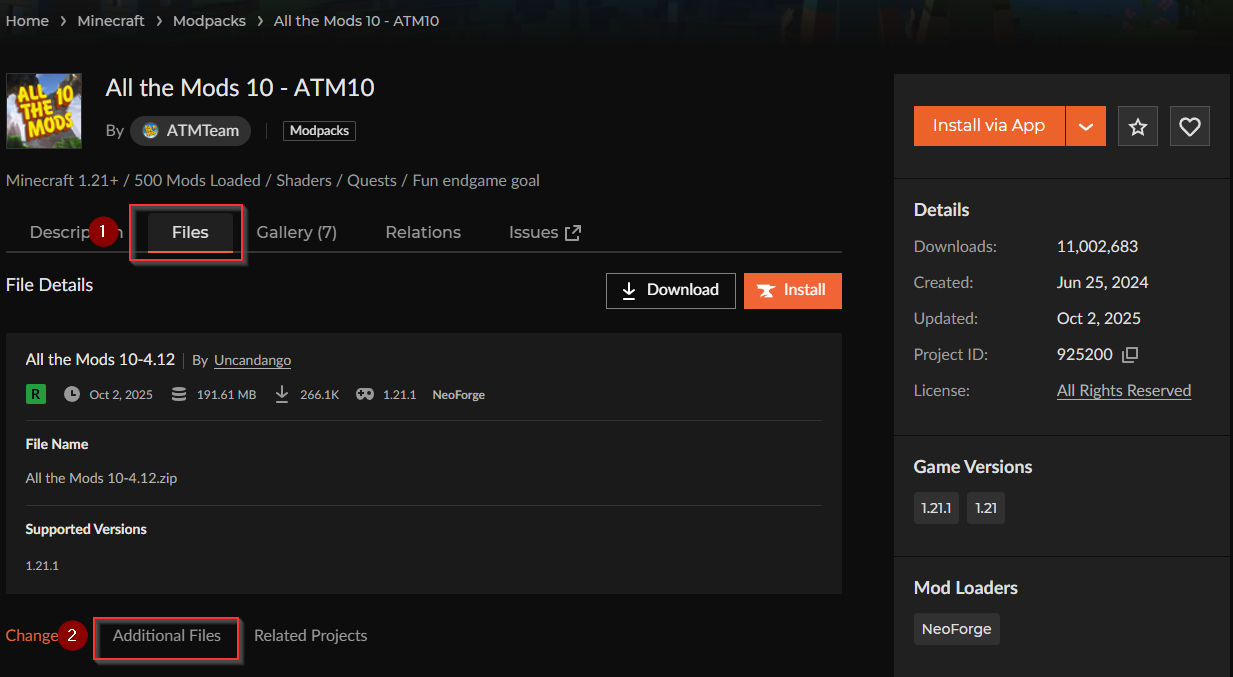 Home > Minecraft > Modpacks > All the Mods 10 - ATM10
ALL THE 10 MODS
All the Mods 10 - ATM10
By ATMTeam | Modpacks
Minecraft 1.21+ / 500 Mods Loaded / Shaders / Quests / Fun endgame goal
Descrip 1 n Files Gallery (7) Relations Issues
File Details Download Install
All the Mods 10-4.12 | By Uncandango
R Oct 2, 2025 191.61 MB 266.1K 1.21.1 NeoForge
File Name
All the Mods 10-4.12.zip
Supported Versions
1.21.1
Change 2 Additional Files Related Projects
Install via App
Details
Downloads: 11,002,683
Created: Jun 25, 2024
Updated: Oct 2, 2025
Project ID: 925200
License: All Rights Reserved
Game Versions
1.21.1 1.21
Mod Loaders
NeoForge